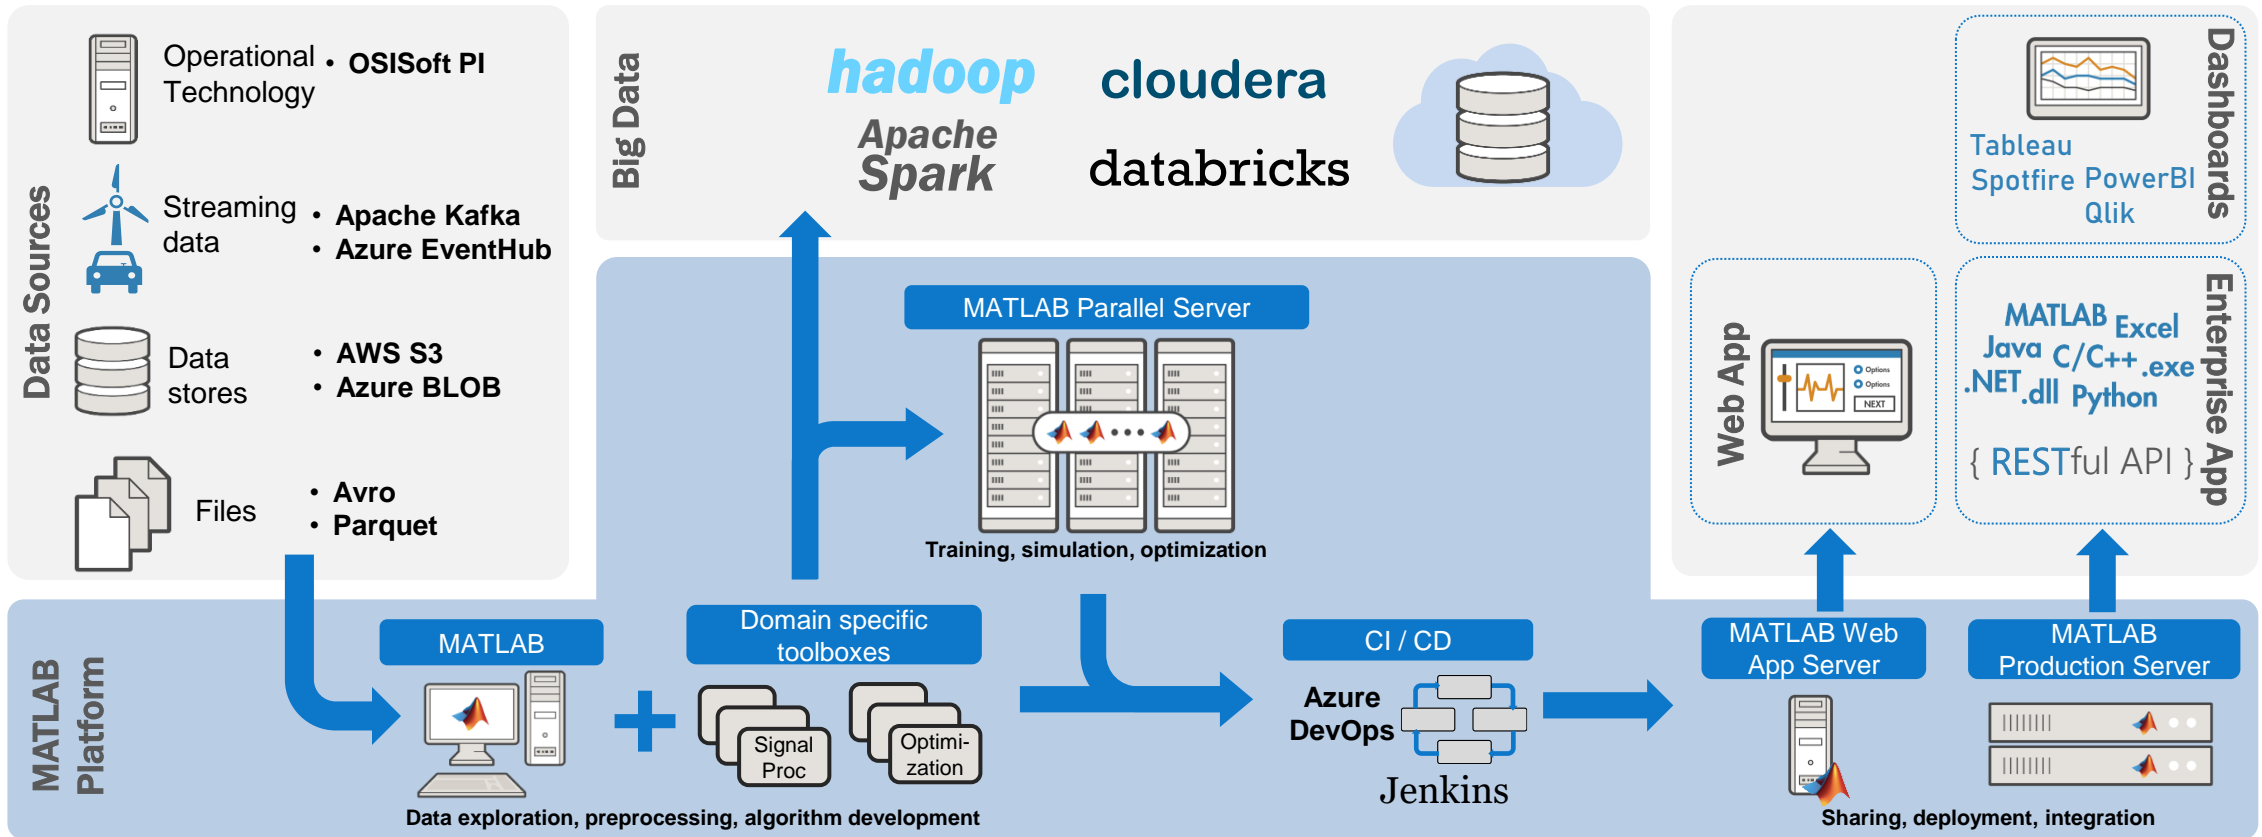 Data Sources
Operational
Technology
• OSISoft PI
Streaming
data
• Apache Kafka
• Azure EventHub
Data
stores
• AWS S3
• Azure BLOB
Files
• Avro
• Parquet
Big Data
hadoop
cloudera
Apache
Spark
databricks
Dashboards
Tableau
Spotfire
PowerBI
Qlik
Web App
Options
Options
NEXT
Enterprise App
MATLAB
Excel
Java
C/C++
.exe
.NET
.dll
Python
{ RESTful API }
MATLAB Parallel Server
Training, simulation, optimization
MATLAB
Platform
MATLAB
Domain specific
toolboxes
Signal
Proc
Optimi-
zation
Data exploration, preprocessing, algorithm development
CI / CD
Azure
DevOps
Jenkins
MATLAB Web
App Server
MATLAB
Production Server
Sharing, deployment, integration